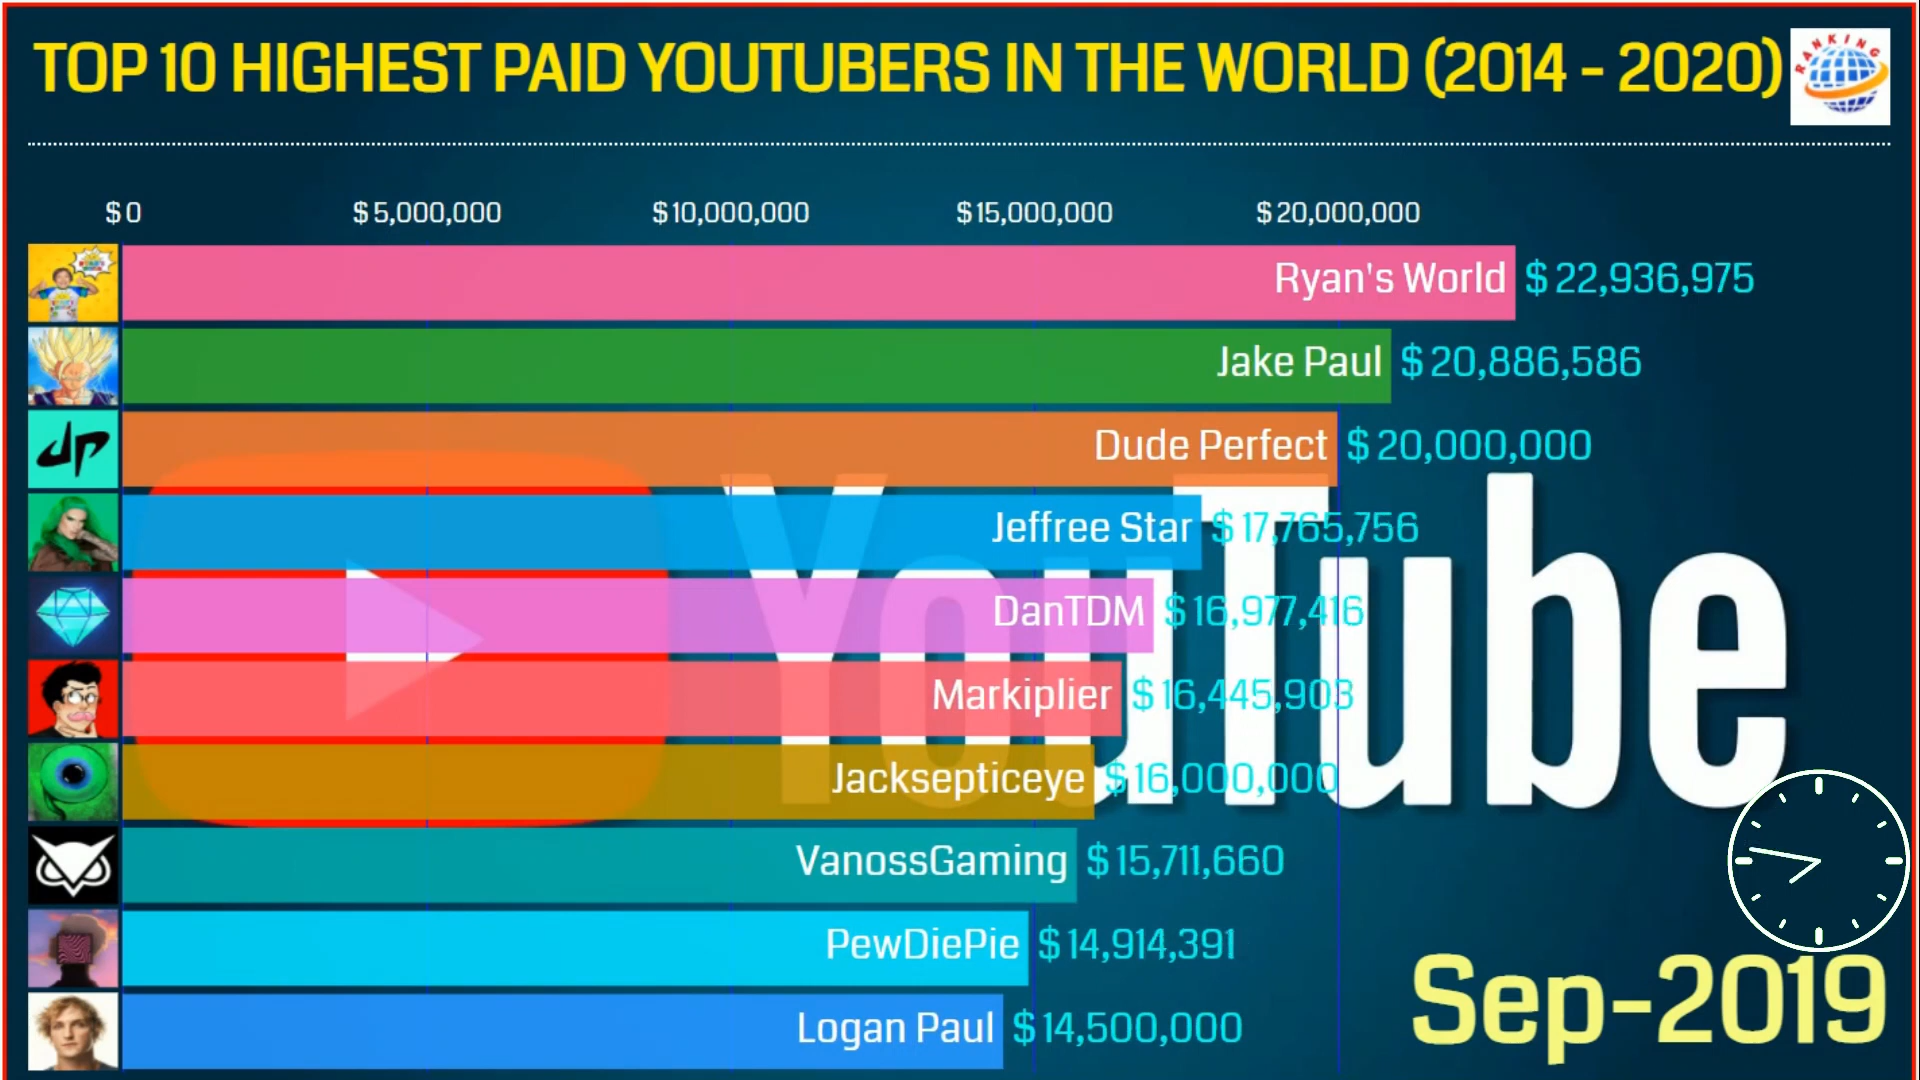 TOP 10 HIGHEST PAID YOUTUBERS IN THE WORLD (2014 - 2020)
RANKING
$ 0 $ 5,000,000 $ 10,000,000 $ 15,000,000 $ 20,000,000
Ryan's World $ 22,936,975
Jake Paul $ 20,886,586
dp Dude Perfect $ 20,000,000
Jeffree Star $ 17,765,756
DanTDM $ 16,977,416
Markiplier $ 16,445,903
Jacksepticeye $ 16,000,000
VanossGaming $ 15,711,660
PewDiePie $ 14,914,391
Logan Paul $ 14,500,000
YouTube
Sep-2019